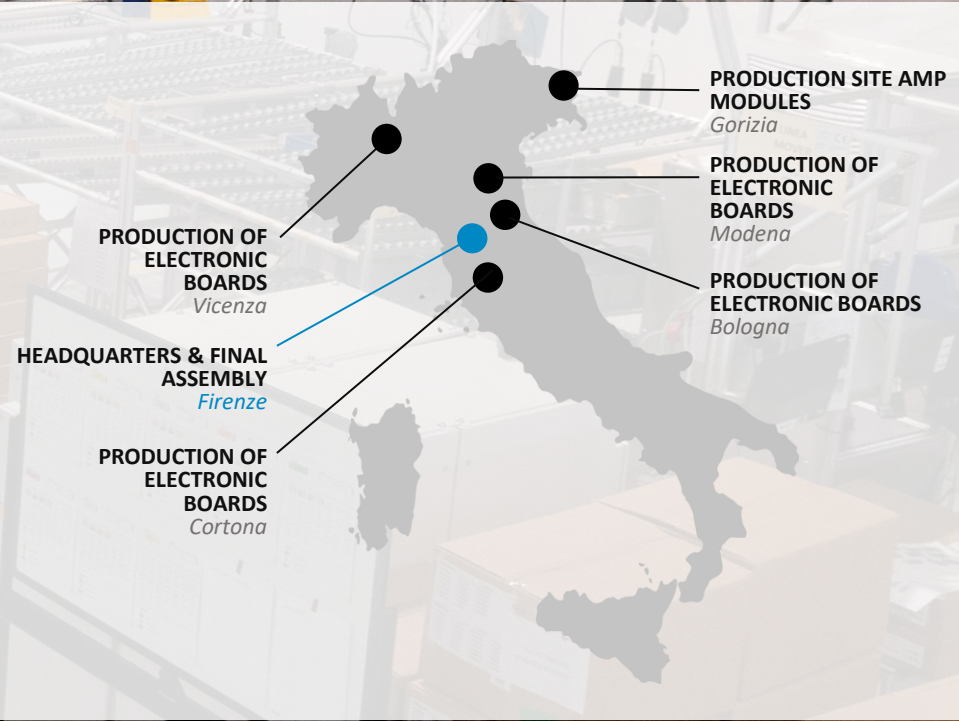 PRODUCTION SITE AMP
MODULES
Gorizia
PRODUCTION OF
ELECTRONIC
BOARDS
Modena
PRODUCTION OF
ELECTRONIC BOARDS
Bologna
PRODUCTION OF
ELECTRONIC
BOARDS
Vicenza
HEADQUARTERS & FINAL
ASSEMBLY
Firenze
PRODUCTION OF
ELECTRONIC
BOARDS
Cortona